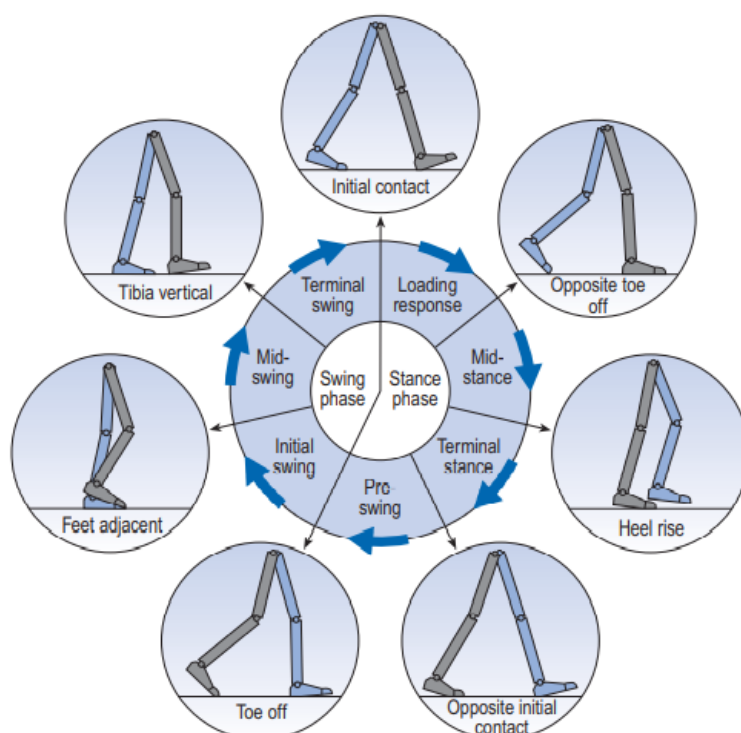 Initial contact
Opposite toe
off
Heel rise
Opposite initial
contact
Toe off
Feet adjacent
Tibia vertical
Loading
response
Mid-
stance
Terminal
stance
Pre-
swing
Initial
swing
Mid-
swing
Terminal
swing
Swing
phase
Stance
phase